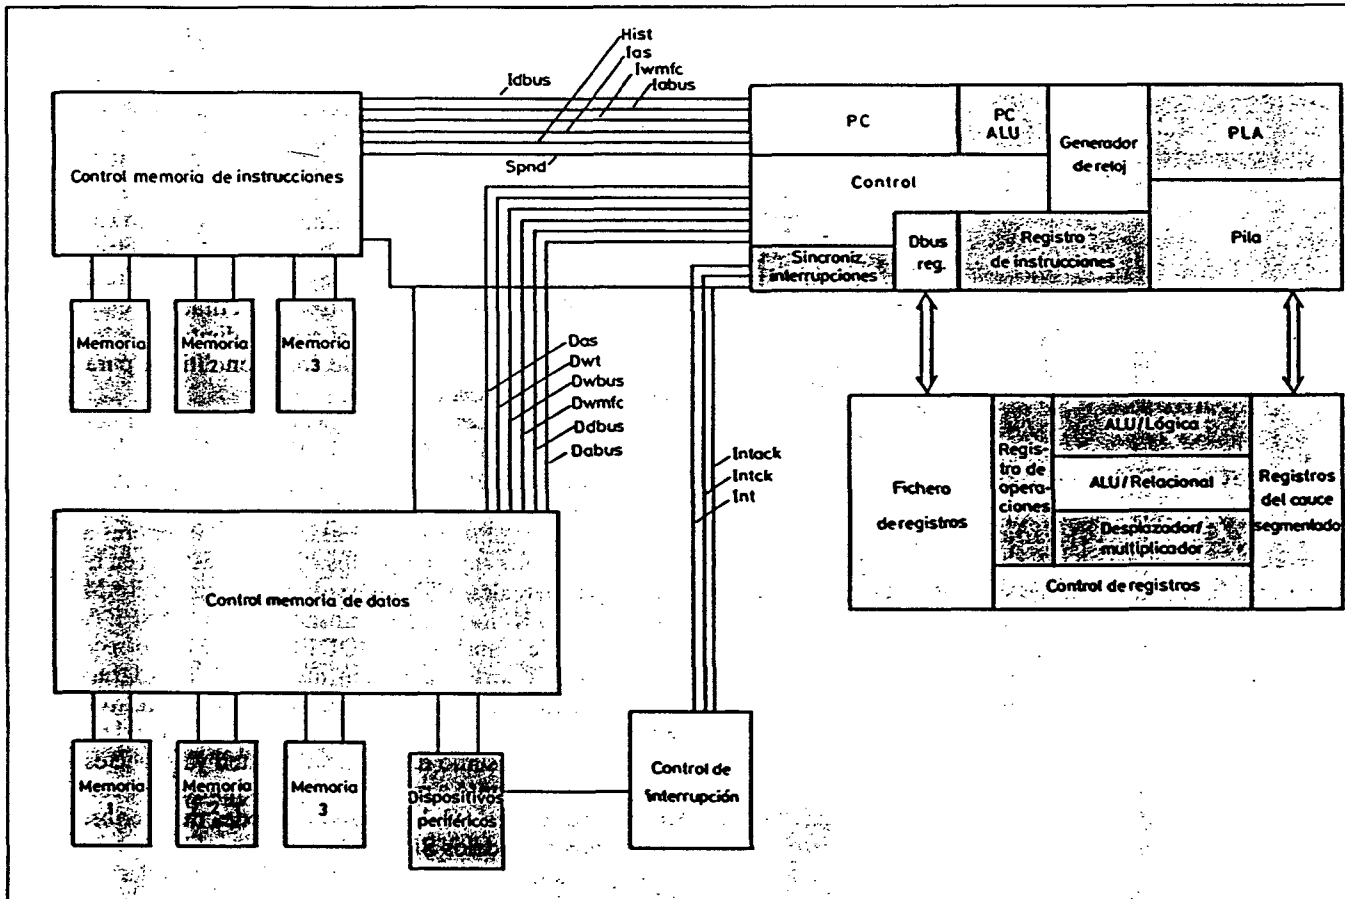 Hist
Ias
Iwmfc
Iabus
Idbus
Spnd
Control memoria de instrucciones
Memoria
Memoria
Memoria
3
PC
PC
ALU
Generador
de reloj
PLA
Control
Pila
Sincroniz
interrupciones
Dbus
reg.
Registro
de instrucciones
Das
Dwt
Dwbus
Dwmfc
Ddbus
Dabus
Intack
Intck
Int
Fichero
de registros
Regis-
tro de
opera-
ciones
ALU/Lógica
ALU/Relacional
Desplazador/
multiplicador
Control de registros
Registros
del cauce
segmentado
Control memoria de datos
Memoria
1
Memoria
2
Memoria
3
Dispositivos
periféricos
Control de
interrupción